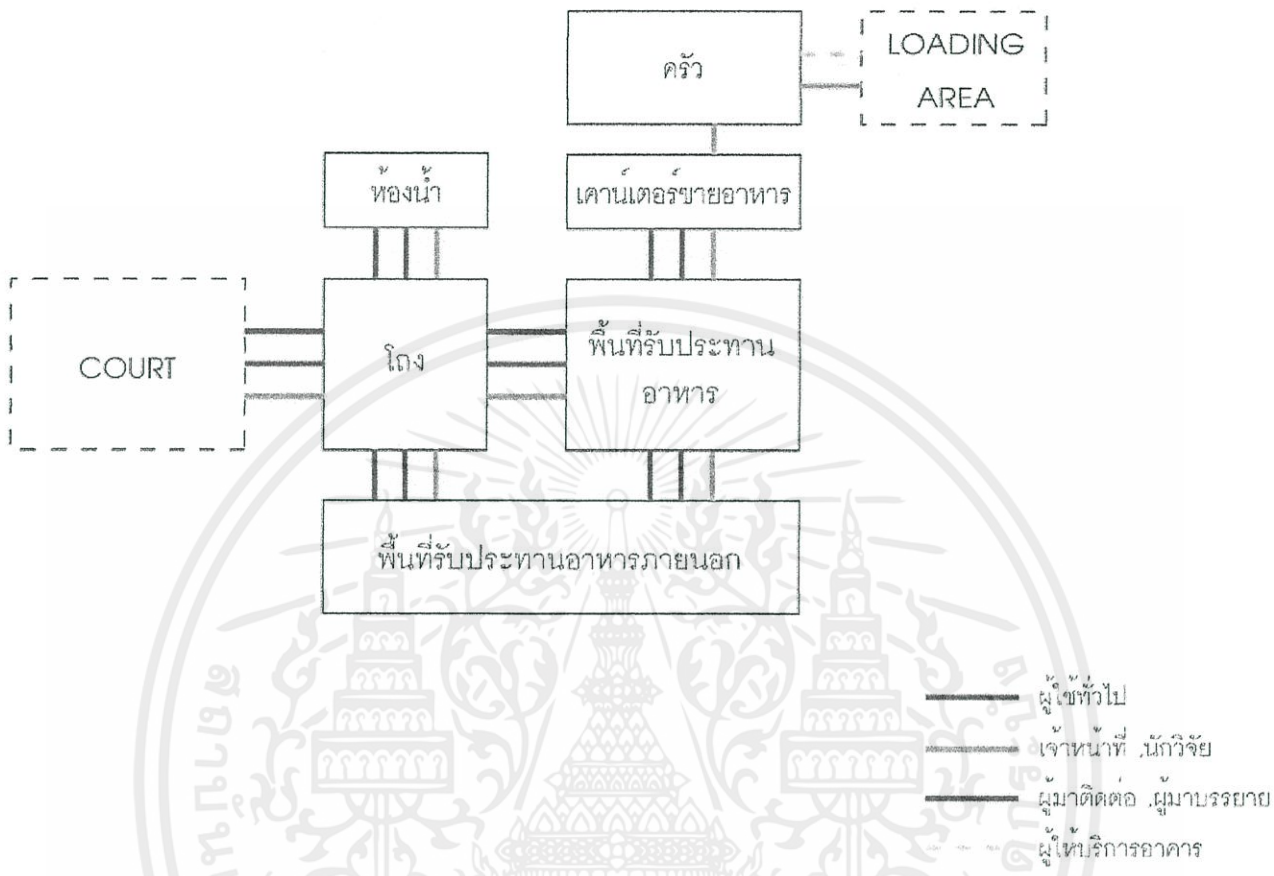 ครัว
LOADING
AREA
ห้องน้ำ
เคาน์เตอร์ขายอาหาร
COURT
โถง
พื้นที่รับประทาน
อาหาร
พื้นที่รับประทานอาหารภายนอก
ผู้ใช้ทั่วไป
เจ้าหน้าที่ ,นักวิจัย
ผู้มาติดต่อ ,ผู้มาบรรยาย
ผู้ให้บริการอาคาร